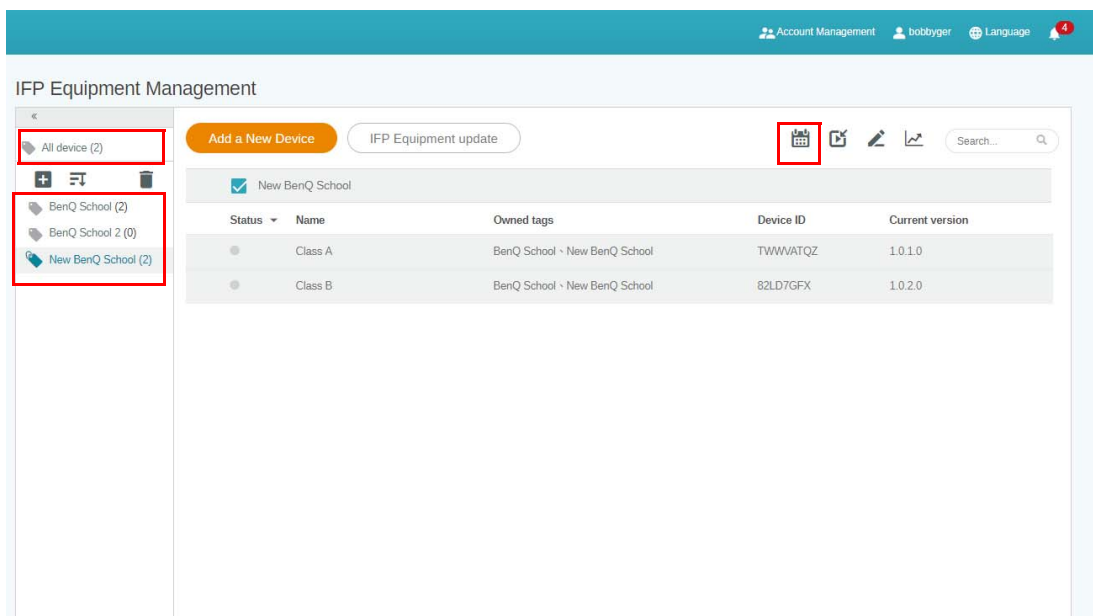 Account Management bobbyger Language 4
IFP Equipment Management
«
All device (2)
Add a New Device IFP Equipment update Search...
BenQ School (2)
BenQ School 2 (0)
New BenQ School (2)
New BenQ School
Status Name Owned tags Device ID Current version
Class A BenQ School、New BenQ School TWWVATQZ 1.0.1.0
Class B BenQ School、New BenQ School 82LD7GFX 1.0.2.0